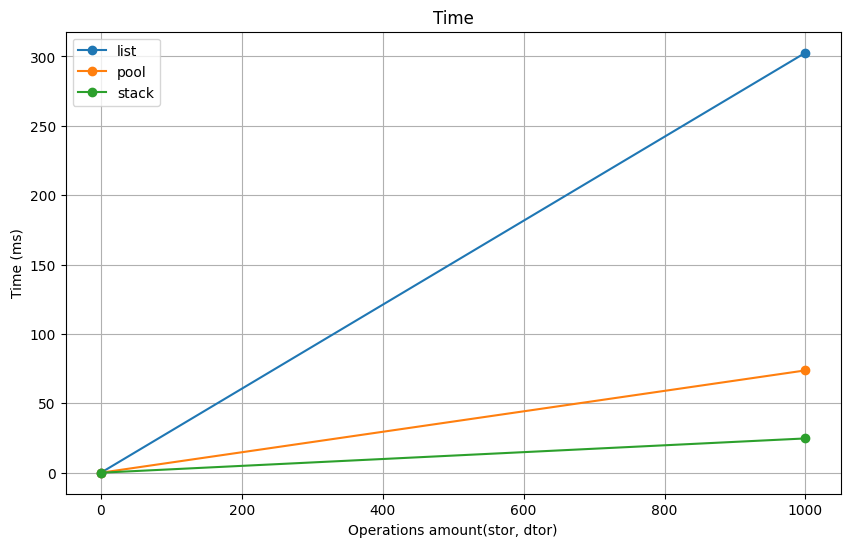 Time
list
pool
stack
300
250
200
150
100
50
0
Time (ms)
0 200 400 600 800 1000
Operations amount(stor, dtor)